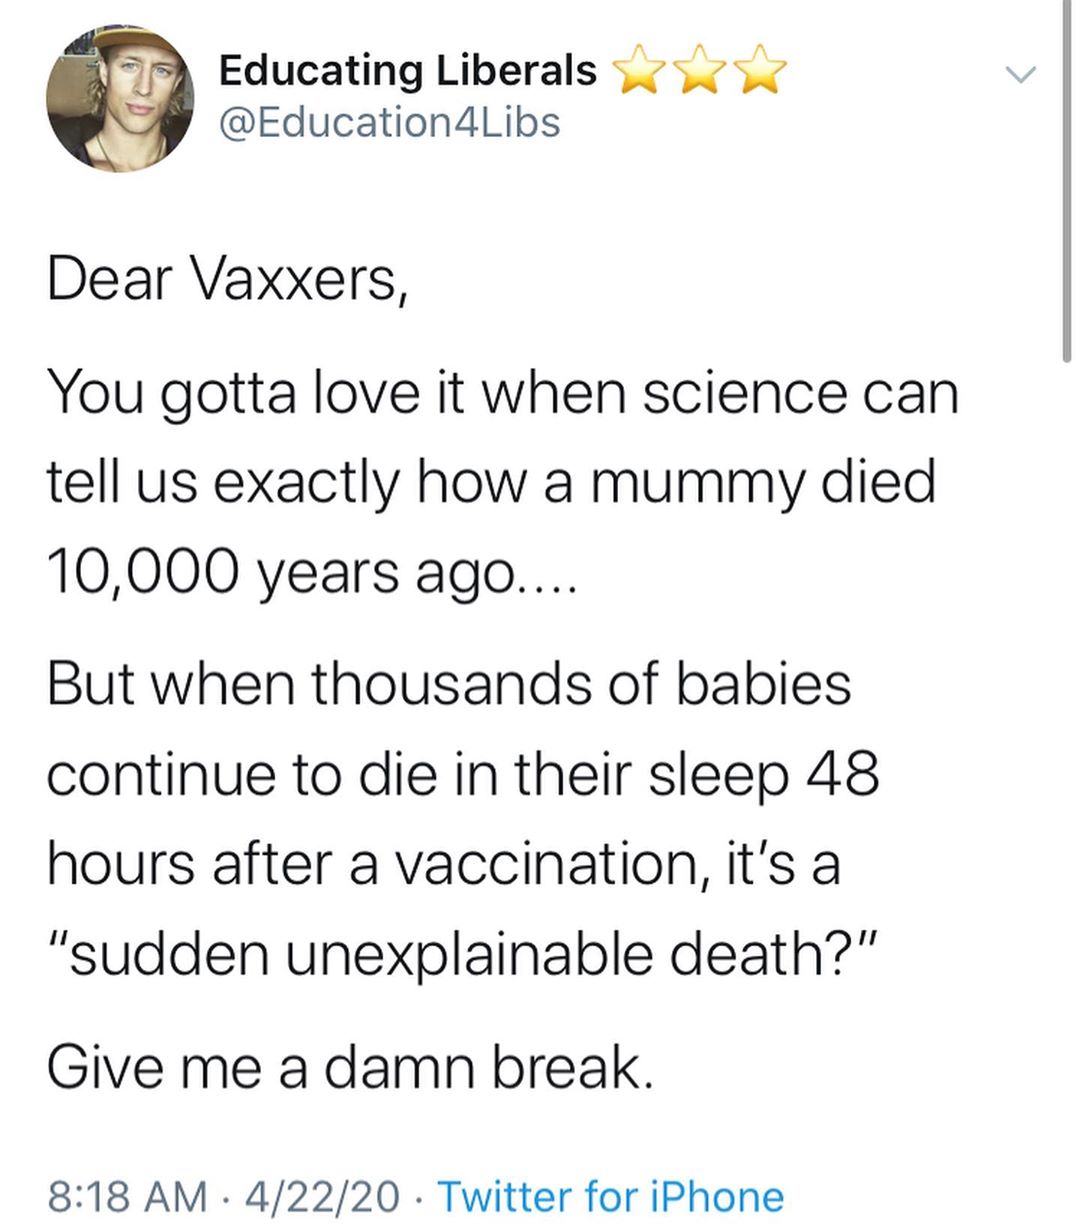 Educating Liberals ⭐⭐⭐
@Education4Libs
Dear Vaxxers,
You gotta love it when science can
tell us exactly how a mummy died
10,000 years ago....
But when thousands of babies
continue to die in their sleep 48
hours after a vaccination, it’s a
“sudden unexplainable death?”
Give me a damn break.
8:18 AM · 4/22/20 · Twitter for iPhone